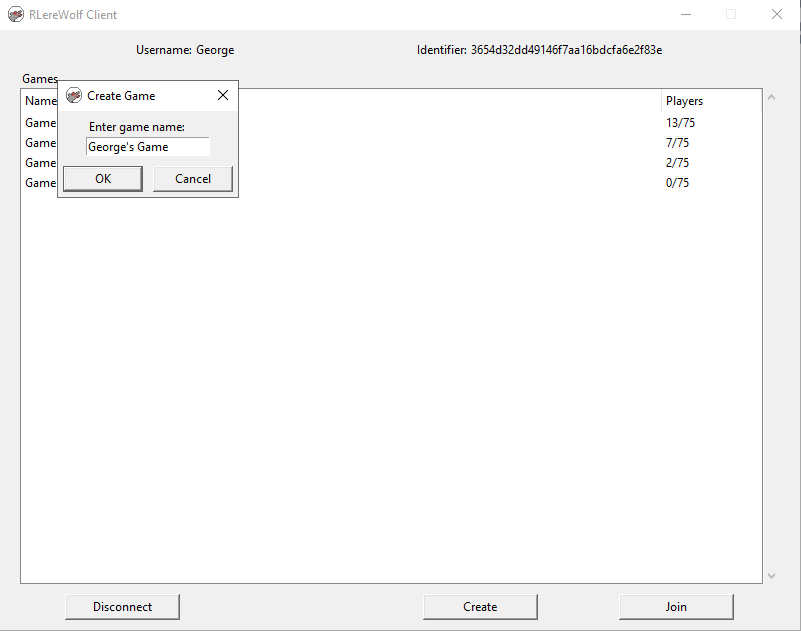 RLereWolf Client
Username: George Identifier: 3654d32dd49146f7aa16bdcfa6e2f83e
Games
Name Players
Create Game
Enter game name:
George's Game
OK Cancel
Game 13/75
Game 7/75
Game 2/75
Game 0/75
Disconnect Create Join